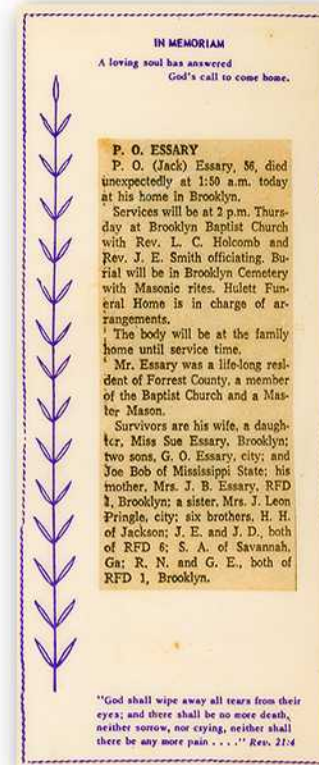 IN MEMORIAM
A loving soul has answered
God's call to come home.
P. O. ESSARY
P. O. (Jack) Essary, 56, died
unexpectedly at 1:50 a.m. today
at his home in Brooklyn.
Services will be at 2 p.m. Thurs-
day at Brooklyn Baptist Church
with Rev. L. C. Holcomb and
Rev. J. E. Smith officiating. Bu-
rial will be in Brooklyn Cemetery
with Masonic rites. Hulett Fun-
eral Home is in charge of ar-
rangements.
The body will be at the family
home until service time.
Mr. Essary was a life-long resi-
dent of Forrest County, a member
of the Baptist Church and a Mas-
ter Mason.
Survivors are his wife, a daugh-
ter, Miss Sue Essary, Brooklyn;
two sons, G. O. Essary, city; and
Joe Bob of Mississippi State; his
mother, Mrs. J. B. Essary, RFD
1, Brooklyn; a sister, Mrs. J. Leon
Pringle, city; six brothers, H. H.
of Jackson; J. E. and J. D., both
of RFD 6; S. A. of Savannah,
Ga; R. N. and G. E., both of
RFD 1, Brooklyn.
"God shall wipe away all tears from their
eyes; and there shall be no more death,
neither sorrow, nor crying, neither shall
there be any more pain . . . ." Rev. 21:4